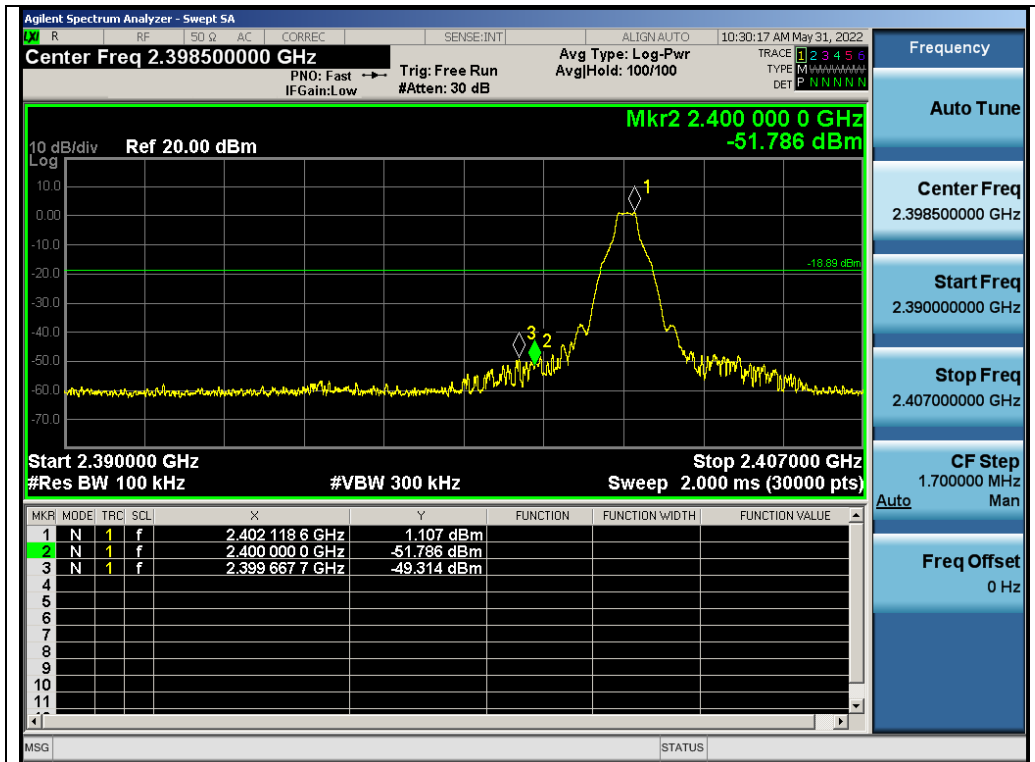 Agilent Spectrum Analyzer - Swept SA
LXI R RF 50 Ω AC CORREC SENSE:INT ALIGN AUTO 10:30:17 AM May 31, 2022
Center Freq 2.398500000 GHz
PNO: Fast
IFGain:Low
Trig: Free Run
#Atten: 30 dB
Avg Type: Log-Pwr
Avg|Hold: 100/100
TRACE 1 2 3 4 5 6
TYPE M WWWWW
DET P N N N N N
Mkr2 2.400 000 0 GHz
-51.786 dBm
10 dB/div Ref 20.00 dBm
Log
10.0
0.00
-10.0
-20.0
-30.0
-40.0
-50.0
-60.0
-70.0
1
-18.89 dBm
3
2
Start 2.390000 GHz Stop 2.407000 GHz
#Res BW 100 kHz #VBW 300 kHz Sweep 2.000 ms (30000 pts)
MKR MODE TRC SCL X Y FUNCTION FUNCTION WIDTH FUNCTION VALUE
1 N 1 f 2.402 118 6 GHz 1.107 dBm
2 N 1 f 2.400 000 0 GHz -51.786 dBm
3 N 1 f 2.399 667 7 GHz -49.314 dBm
4
5
6
7
8
9
10
11
MSG STATUS
Frequency
Auto Tune
Center Freq
2.398500000 GHz
Start Freq
2.390000000 GHz
Stop Freq
2.407000000 GHz
CF Step
1.700000 MHz
Auto Man
Freq Offset
0 Hz